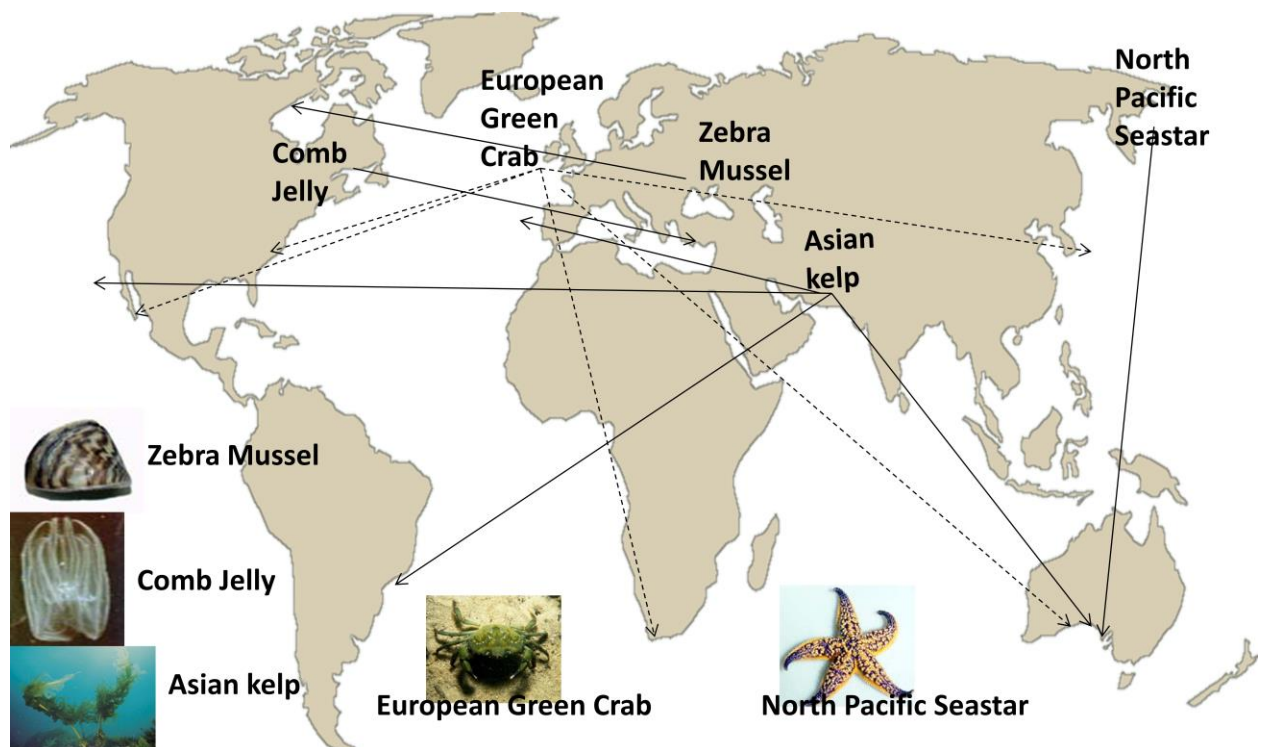 North
Pacific
Seastar
European
Green
Crab
Zebra
Mussel
Comb
Jelly
Asian
kelp
Zebra Mussel
Comb Jelly
Asian kelp
European Green Crab
North Pacific Seastar